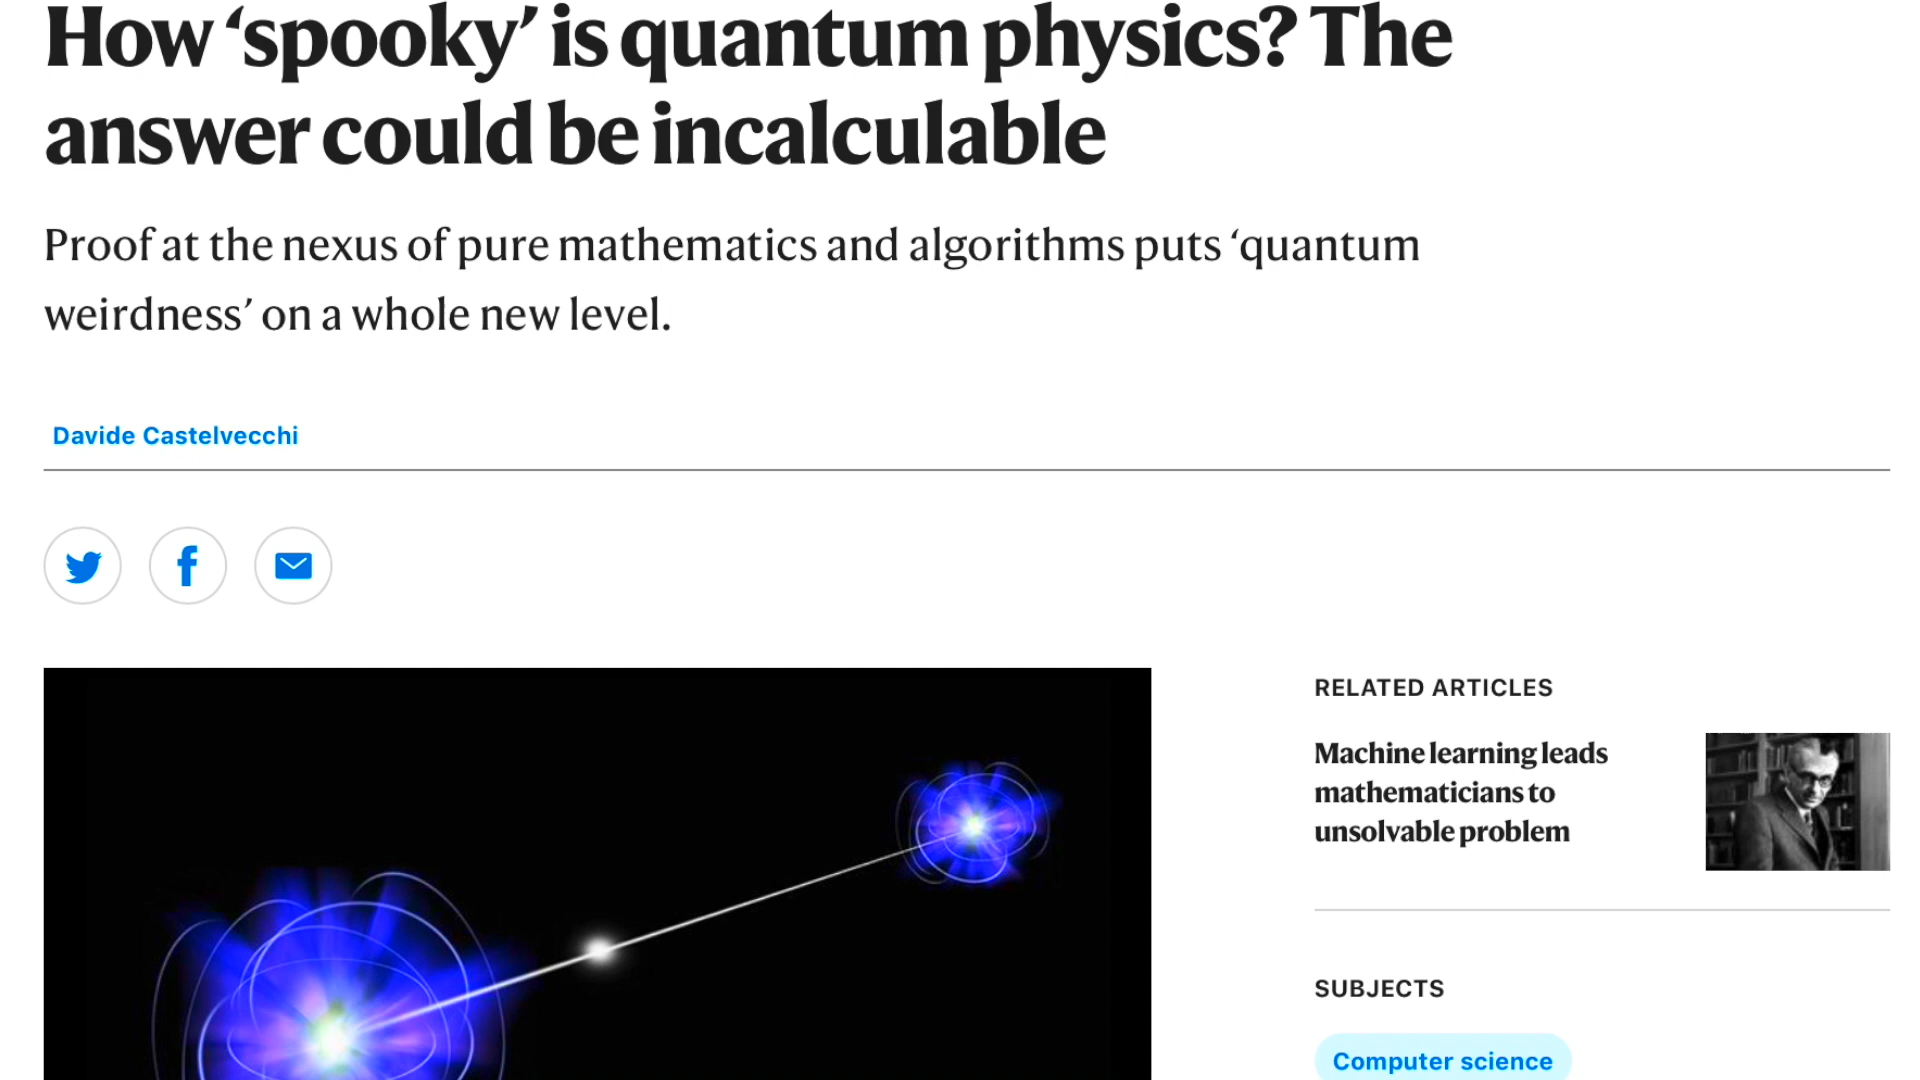 How ‘spooky’ is quantum physics? The
answer could be incalculable
Proof at the nexus of pure mathematics and algorithms puts ‘quantum
weirdness’ on a whole new level.
Davide Castelvecchi
RELATED ARTICLES
Machine learning leads
mathematicians to
unsolvable problem
SUBJECTS
Computer science